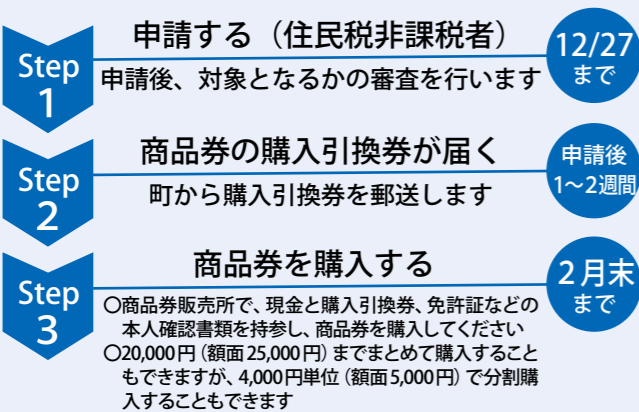 Step
1
申請する（住民税非課税者）
申請後、対象となるかの審査を行います
12/27
まで
Step
2
商品券の購入引換券が届く
町から購入引換券を郵送します
申請後
1～2週間
Step
3
商品券を購入する
○商品券販売所で、現金と購入引換券、免許証などの
本人確認書類を持参し、商品券を購入してください
○20,000円（額面25,000円）までまとめて購入すること
もできますが、4,000円単位（額面5,000円）で分割購
入することもできます
2月末
まで